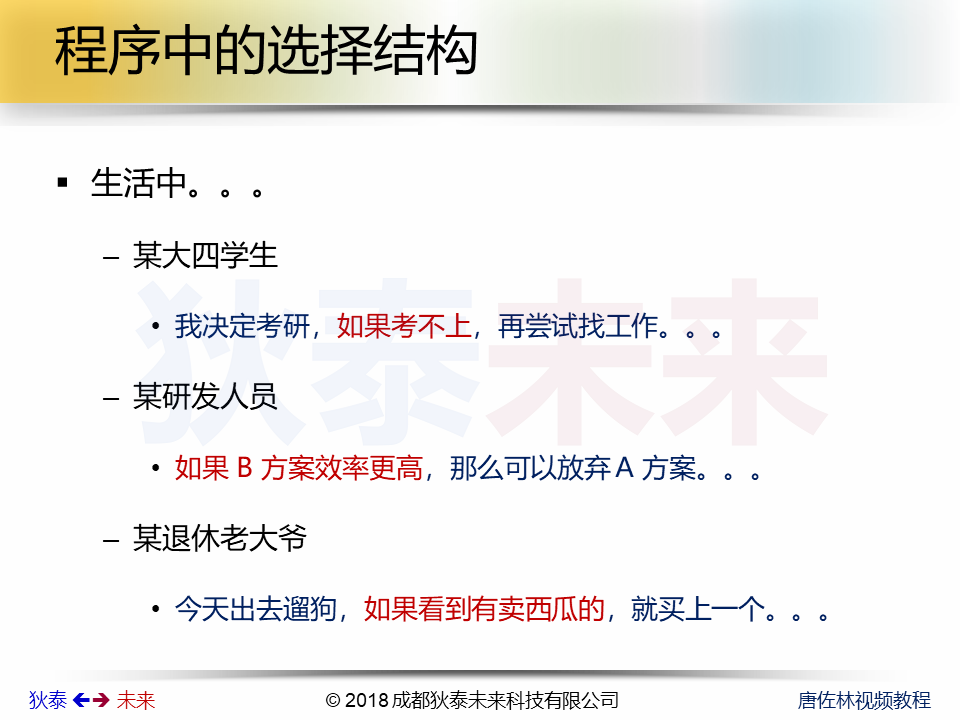 程序中的选择结构
▪ 生活中。。。
– 某大四学生
• 我决定考研，如果考不上，再尝试找工作。。。
– 某研发人员
• 如果 B 方案效率更高，那么可以放弃 A 方案。。。
– 某退休老大爷
• 今天出去遛狗，如果看到有卖西瓜的，就买上一个。。。
狄泰未来
狄泰 未来
© 2018 成都狄泰未来科技有限公司
唐佐林视频教程